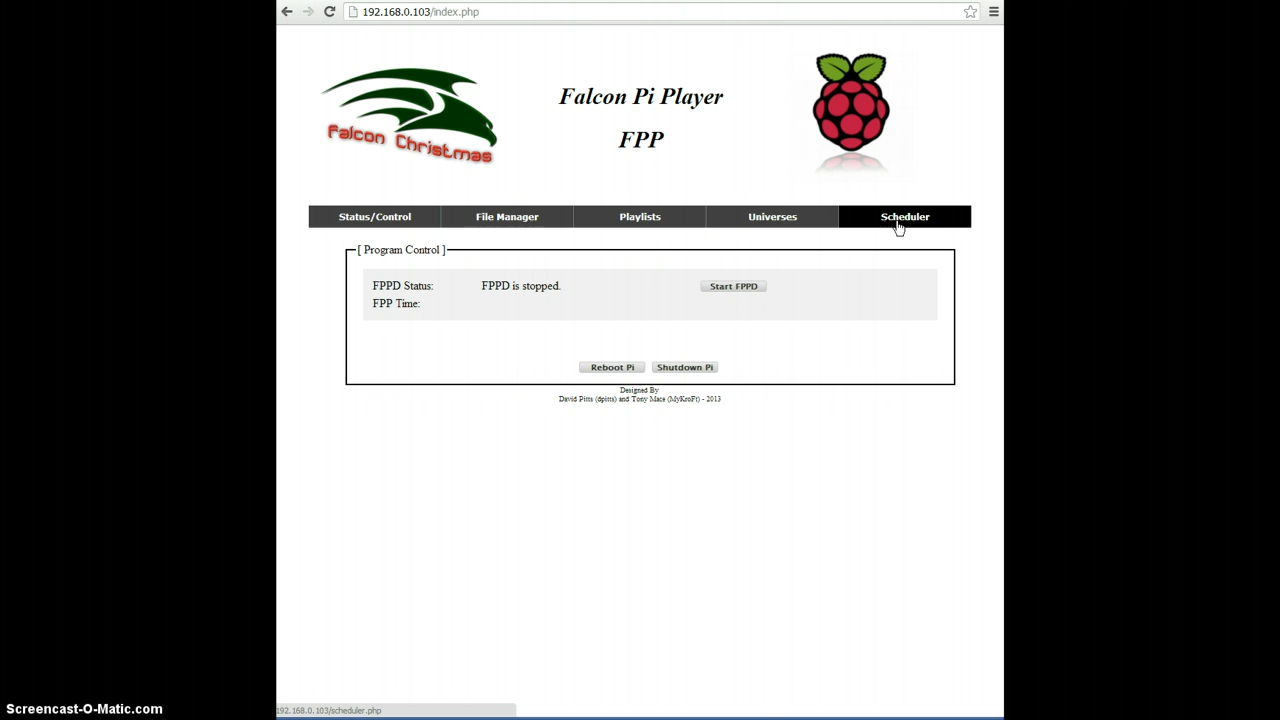 192.168.0.103/index.php
Falcon Christmas
Falcon Pi Player
FPP
Status/Control File Manager Playlists Universes Scheduler
[ Program Control ]
FPPD Status: FPPD is stopped. Start FPPD
FPP Time:
Reboot Pi Shutdown Pi
Designed By
David Pitts (dpitts) and Tony Mace (MyKroFt) - 2013
Screencast-O-Matic.com
192.168.0.103/scheduler.php